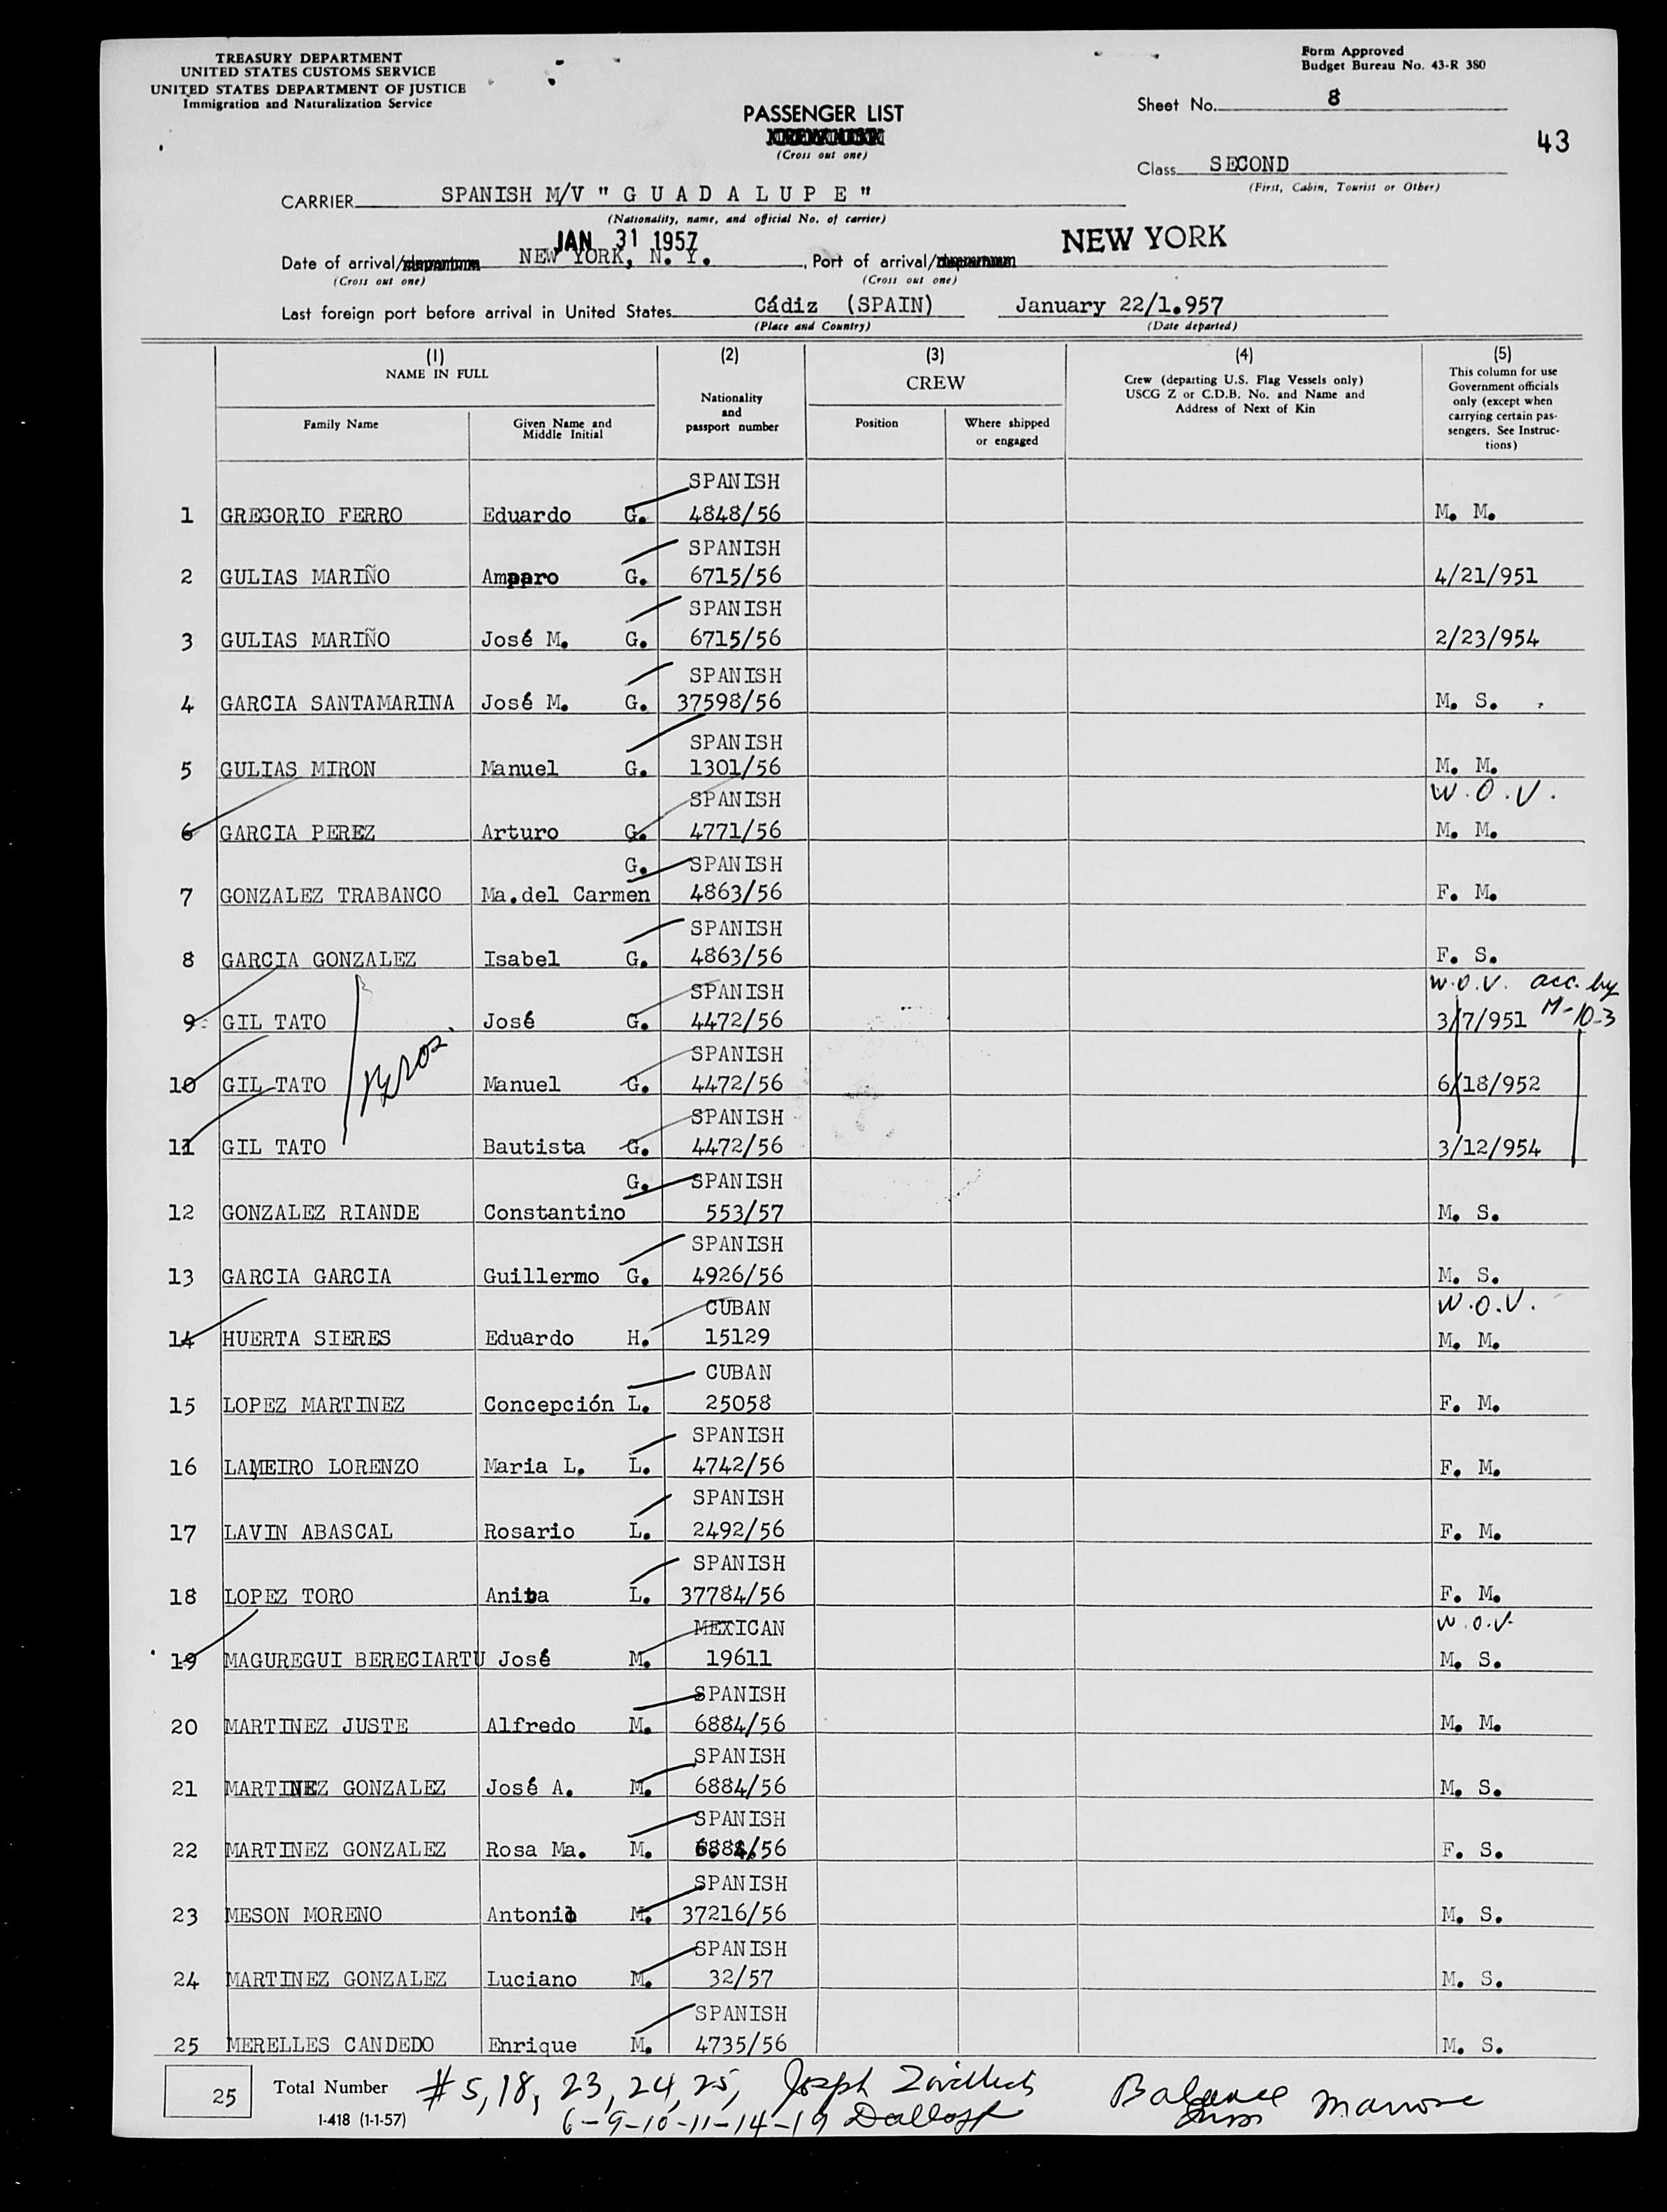 TREASURY DEPARTMENT
UNITED STATES CUSTOMS SERVICE
UNITED STATES DEPARTMENT OF JUSTICE
Immigration and Naturalization Service
Form Approved
Budget Bureau No. 43-R 380
PASSENGER LIST
(Cross out one)
Sheet No. 8
43
Class SECOND
(First, Cabin, Tourist or Other)
CARRIER SPANISH M/V " G U A D A L U P E "
(Nationality, name, and official No. of carrier)
JAN 31 1957
NEW YORK
Date of arrival/departure NEW YORK, N. Y. , Port of arrival/departure
(Cross out one) (Cross out one)
Last foreign port before arrival in United States Cádiz (SPAIN) January 22/1.957
(Place and Country) (Date departed)
(1) (2) (3) (4) (5)
NAME IN FULL
Family Name
Given Name and Middle Initial
Nationality and passport number
CREW
Position
Where shipped or engaged
Crew (departing U.S. Flag Vessels only)
USCG Z or C.D.B. No. and Name and
Address of Next of Kin
This column for use
Government officials
only (except when
carrying certain pas-
sengers. See Instruc-
tions)
SPANISH
1 GREGORIO FERRO Eduardo G. 4848/56 M. M.
SPANISH
2 GULIAS MARIÑO Amparo G. 6715/56 4/21/951
SPANISH
3 GULIAS MARIÑO José M. G. 6715/56 2/23/954
SPANISH
4 GARCIA SANTAMARINA José M. G. 37598/56 M. S.
SPANISH
5 GULIAS MIRON Manuel G. 1301/56 M. M.
SPANISH W.O.V.
6 GARCIA PEREZ Arturo G. 4771/56 M. M.
G. SPANISH
7 GONZALEZ TRABANCO Ma.del Carmen 4863/56 F. M.
SPANISH
8 GARCIA GONZALEZ Isabel G. 4863/56 F. S.
SPANISH W.O.V. acc. by
9 GIL TATO José G. 4472/56 3/7/951 M-10-3
SPANISH
10 GIL TATO Bros. Manuel G. 4472/56 6/18/952
SPANISH
11 GIL TATO Bautista G. 4472/56 3/12/954
G. SPANISH
12 GONZALEZ RIANDE Constantino 553/57 M. S.
SPANISH
13 GARCIA GARCIA Guillermo G. 4926/56 M. S.
CUBAN W.O.V.
14 HUERTA SIERES Eduardo H. 15129 M. M.
CUBAN
15 LOPEZ MARTINEZ Concepción L. 25058 F. M.
SPANISH
16 LAMEIRO LORENZO Maria L. L. 4742/56 F. M.
SPANISH
17 LAVIN ABASCAL Rosario L. 2492/56 F. M.
SPANISH
18 LOPEZ TORO Anita L. 37784/56 F. M.
MEXICAN W.O.V.
19 MAGUREGUI BERECIARTU José M. 19611 M. S.
SPANISH
20 MARTINEZ JUSTE Alfredo M. 6884/56 M. M.
SPANISH
21 MARTINEZ GONZALEZ José A. M. 6884/56 M. S.
SPANISH
22 MARTINEZ GONZALEZ Rosa Ma. M. 6884/56 F. S.
SPANISH
23 MESON MORENO Antonio M. 37216/56 M. S.
SPANISH
24 MARTINEZ GONZALEZ Luciano M. 32/57 M. S.
SPANISH
25 MERELLES CANDEDO Enrique M. 4735/56 M. S.
25 Total Number # 5, 18, 23, 24, 25, Joseph Balance
I-418 (1-1-57) 6-9-10-11-14-19